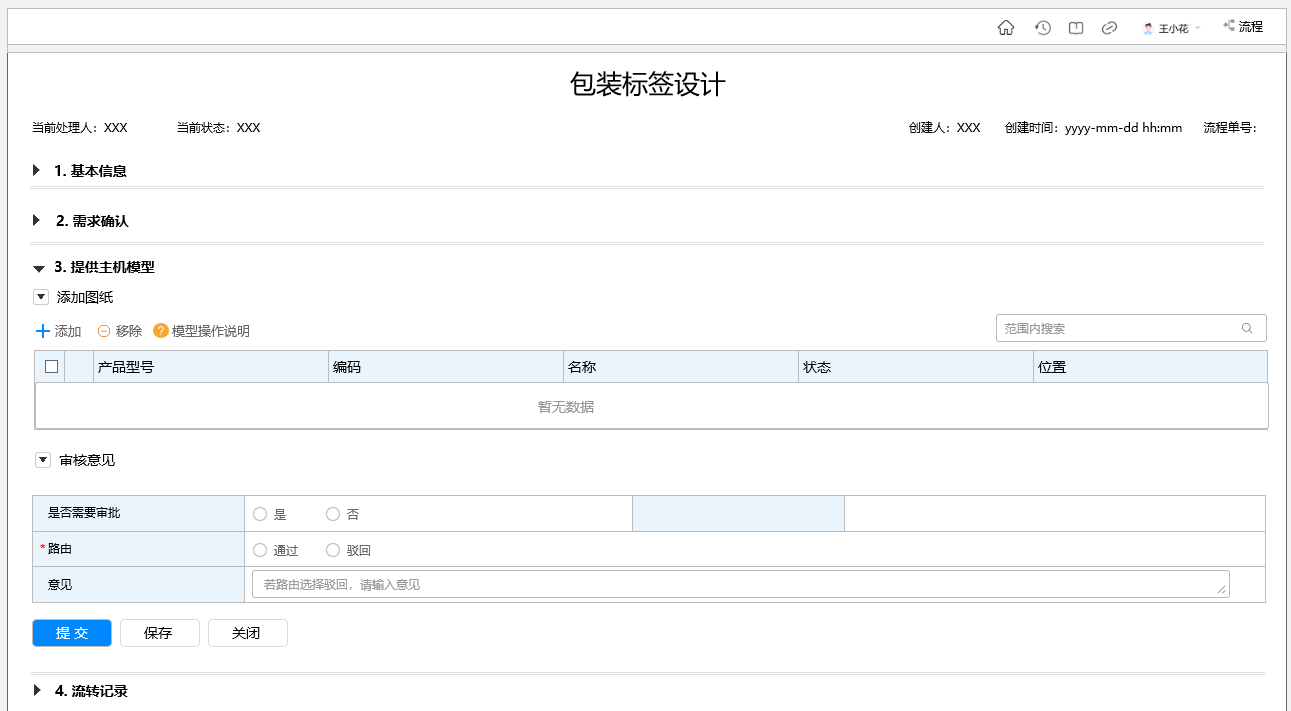 王小花 流程
包装标签设计
当前处理人：XXX 当前状态：XXX 创建人：XXX 创建时间：yyyy-mm-dd hh:mm 流程单号：
1. 基本信息
2. 需求确认
3. 提供主机模型
添加图纸
添加 移除 ? 模型操作说明 范围内搜索
产品型号 编码 名称 状态 位置
暂无数据
审核意见
是否需要审批 是 否
*路由 通过 驳回
意见 若路由选择驳回，请输入意见
提 交 保存 关闭
4. 流转记录